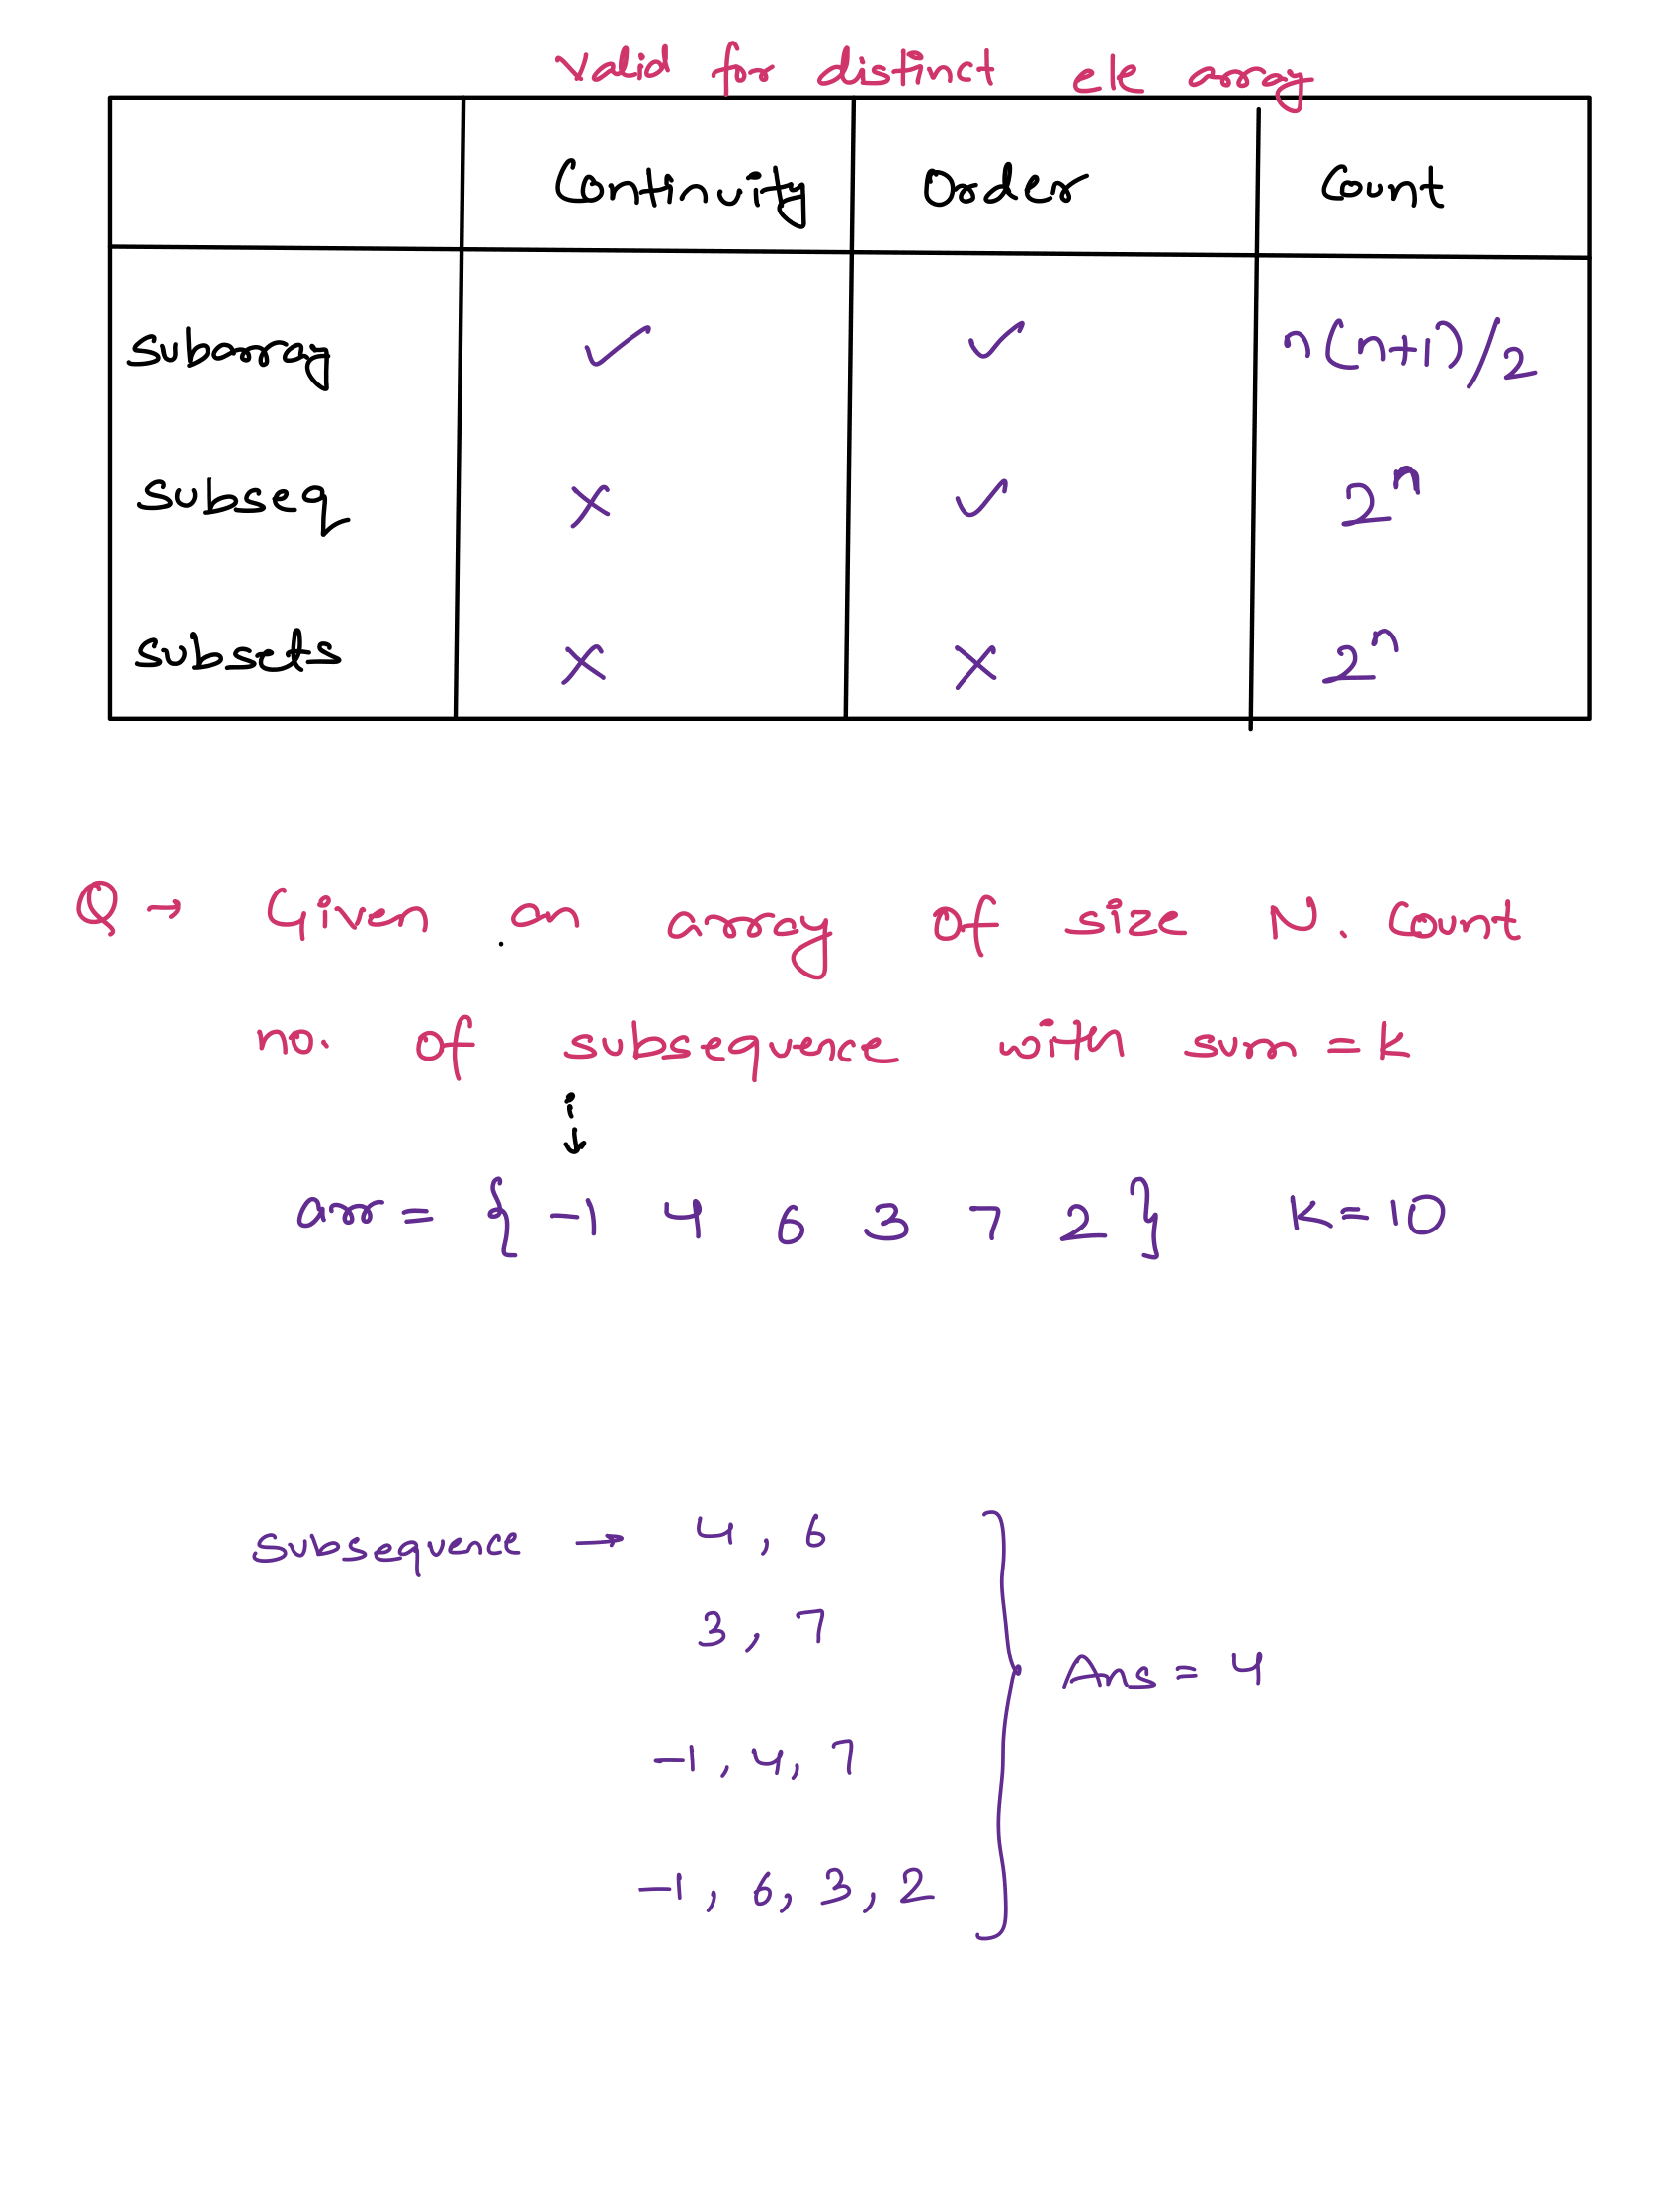 Valid for distinct ele array
Continuity Order Count
subarray ✓ ✓ n(n+1)/2
subseq × ✓ 2ⁿ
subsets × × 2ⁿ
Q → Given an array of size N. Count
no. of subsequence with sum = k
i
↓
arr = { -1 4 6 3 7 2 } K=10
Subsequence → 4, 6
3, 7
-1, 4, 7
-1, 6, 3, 2
Ans = 4